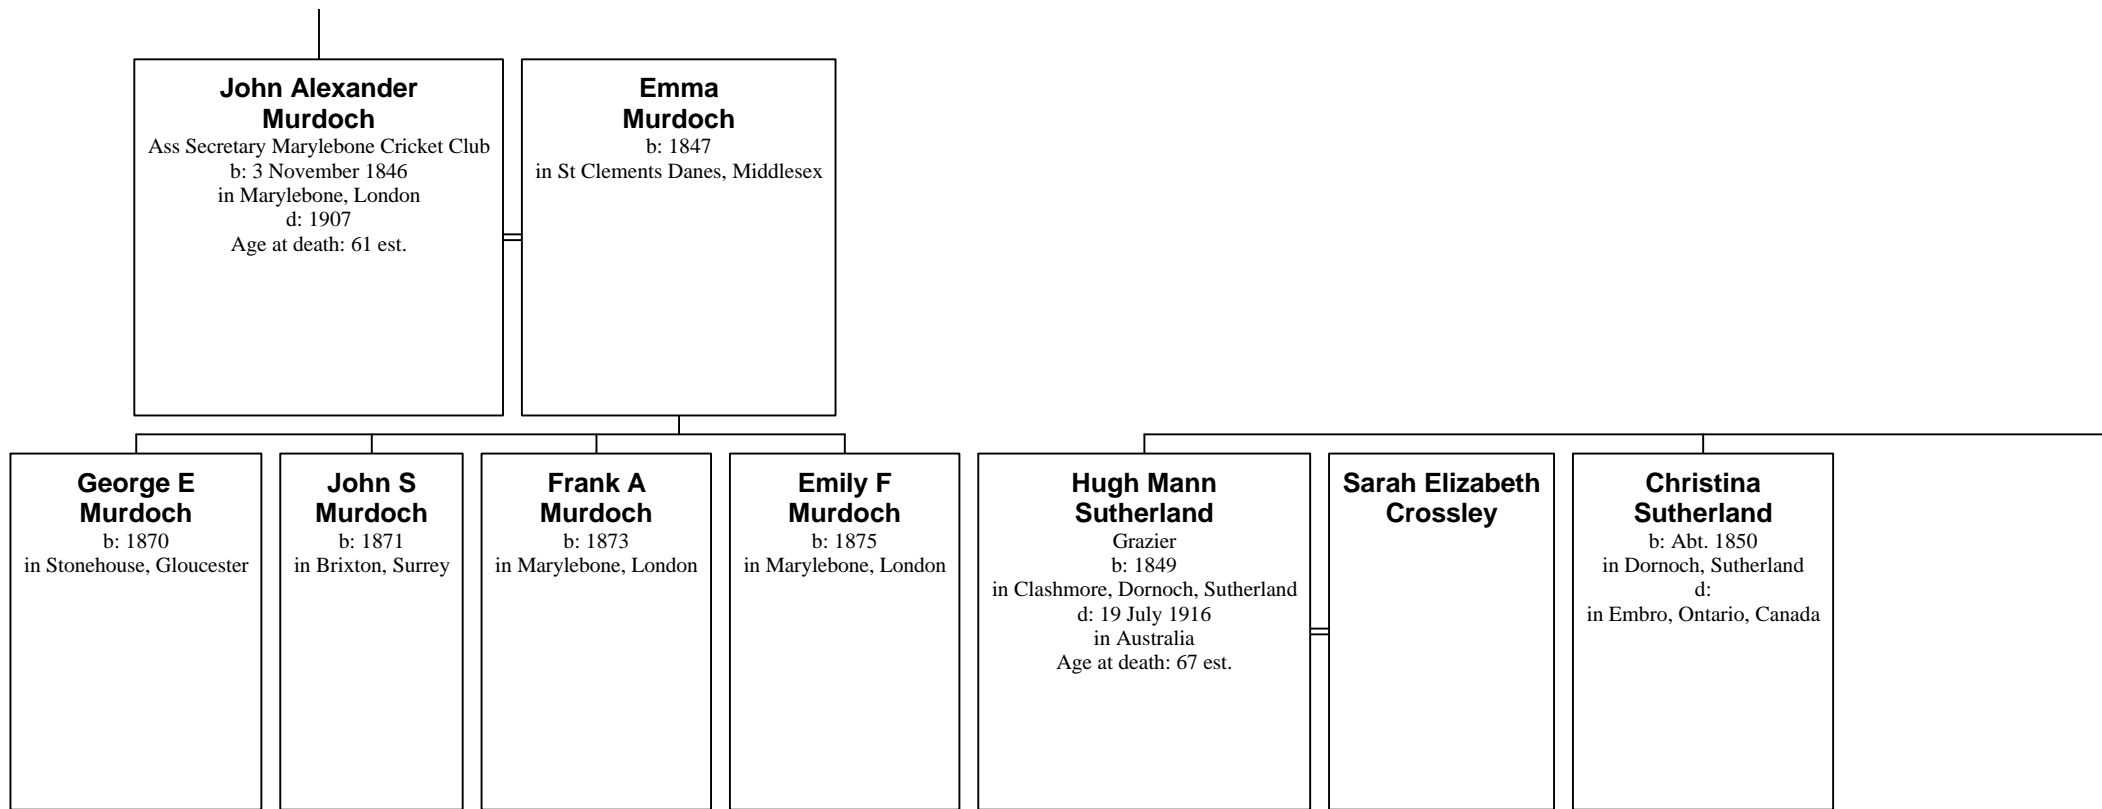 John Alexander
Murdoch
Ass Secretary Marylebone Cricket Club
b: 3 November 1846
in Marylebone, London
d: 1907
Age at death: 61 est.
Emma
Murdoch
b: 1847
in St Clements Danes, Middlesex
George E
Murdoch
b: 1870
in Stonehouse, Gloucester
John S
Murdoch
b: 1871
in Brixton, Surrey
Frank A
Murdoch
b: 1873
in Marylebone, London
Emily F
Murdoch
b: 1875
in Marylebone, London
Hugh Mann
Sutherland
Grazier
b: 1849
in Clashmore, Dornoch, Sutherland
d: 19 July 1916
in Australia
Age at death: 67 est.
Sarah Elizabeth
Crossley
Christina
Sutherland
b: Abt. 1850
in Dornoch, Sutherland
d:
in Embro, Ontario, Canada